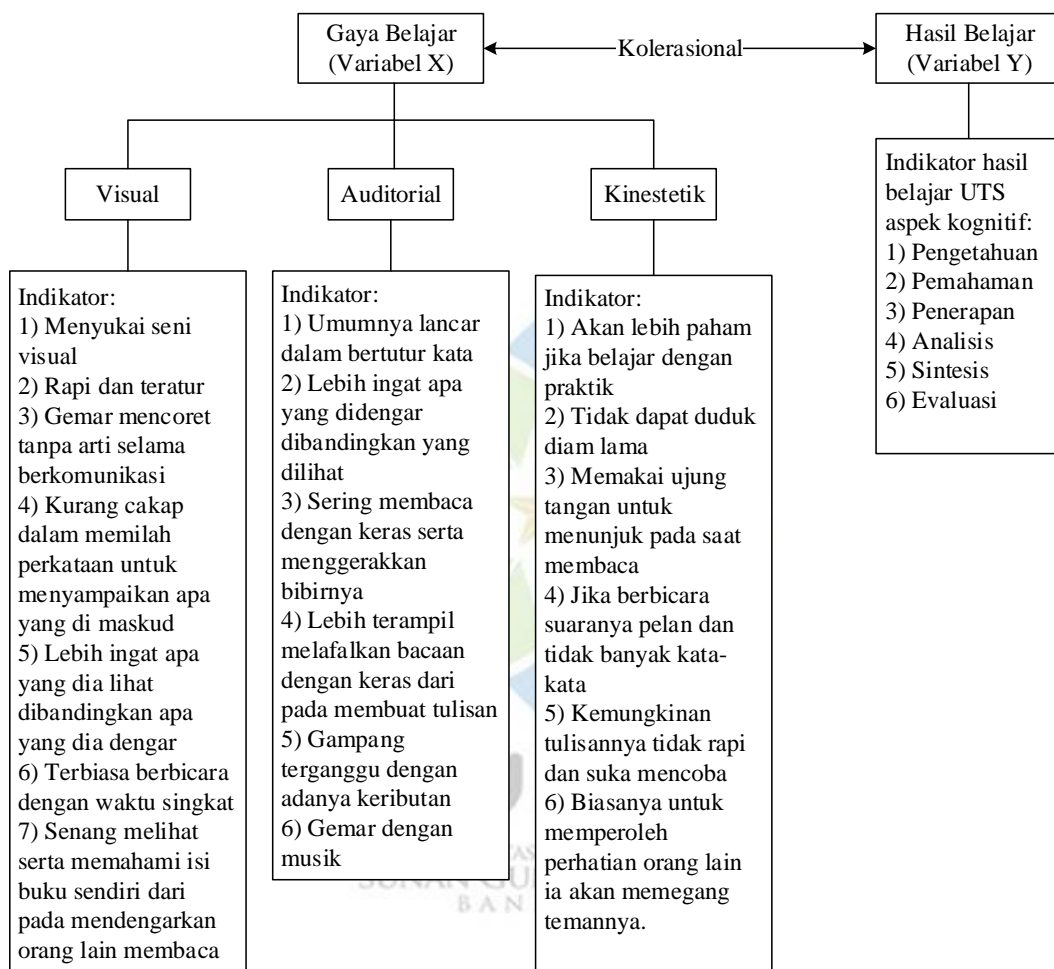 Gaya Belajar
(Variabel X)
Kolerasional
Hasil Belajar
(Variabel Y)
Visual
Auditorial
Kinestetik
Indikator:
1) Menyukai seni
visual
2) Rapi dan teratur
3) Gemar mencoret
tanpa arti selama
berkomunikasi
4) Kurang cakap
dalam memilah
perkataan untuk
menyampaikan apa
yang di maskud
5) Lebih ingat apa
yang dia lihat
dibandingkan apa
yang dia dengar
6) Terbiasa berbicara
dengan waktu singkat
7) Senang melihat
serta memahami isi
buku sendiri dari
pada mendengarkan
orang lain membaca
Indikator:
1) Umumnya lancar
dalam bertutur kata
2) Lebih ingat apa
yang didengar
dibandingkan yang
dilihat
3) Sering membaca
dengan keras serta
menggerakkan
bibirnya
4) Lebih terampil
melafalkan bacaan
dengan keras dari
pada membuat tulisan
5) Gampang
terganggu dengan
adanya keributan
6) Gemar dengan
musik
Indikator:
1) Akan lebih paham
jika belajar dengan
praktik
2) Tidak dapat duduk
diam lama
3) Memakai ujung
tangan untuk
menunjuk pada saat
membaca
4) Jika berbicara
suaranya pelan dan
tidak banyak kata-
kata
5) Kemungkinan
tulisannya tidak rapi
dan suka mencoba
6) Biasanya untuk
memperoleh
perhatian orang lain
ia akan memegang
temannya.
Indikator hasil
belajar UTS
aspek kognitif:
1) Pengetahuan
2) Pemahaman
3) Penerapan
4) Analisis
5) Sintesis
6) Evaluasi
SUNAN